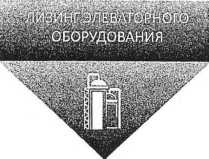 ЛИЗИНГ ЭЛЕВАТОРНОГО
ОБОРУДОВАНИЯ